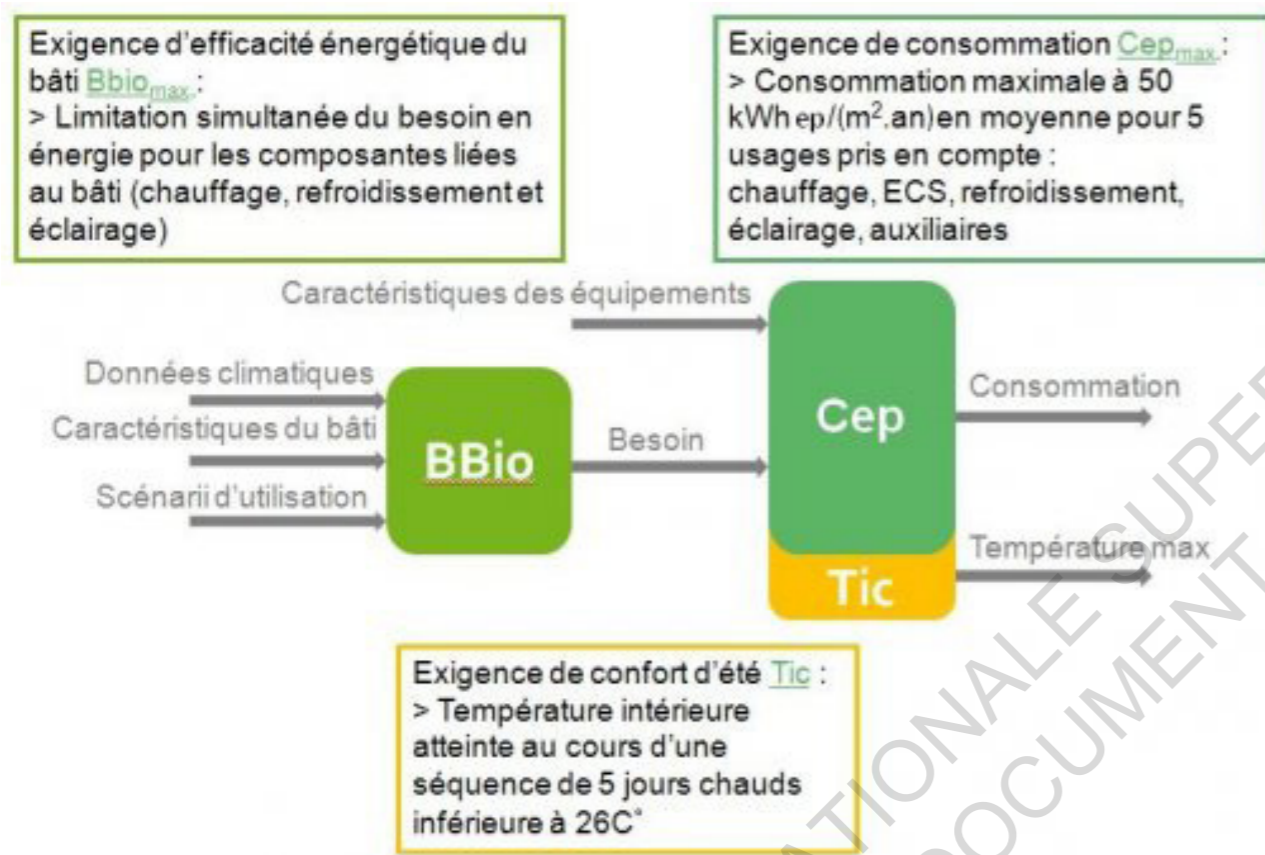 Exigence d'efficacité énergétique du
bâti Bbiomax :
> Limitation simultanée du besoin en
énergie pour les composantes liées
au bâti (chauffage, refroidissement et
éclairage)
Exigence de consommation Cepmax :
> Consommation maximale à 50
kWh ep/(m².an) en moyenne pour 5
usages pris en compte :
chauffage, ECS, refroidissement,
éclairage, auxiliaires
Caractéristiques des équipements
Données climatiques
Caractéristiques du bâti
Scénarii d'utilisation
BBio
Besoin
Cep
Consommation
Tic
Température max
Exigence de confort d'été Tic :
> Température intérieure
atteinte au cours d'une
séquence de 5 jours chauds
inférieure à 26C°